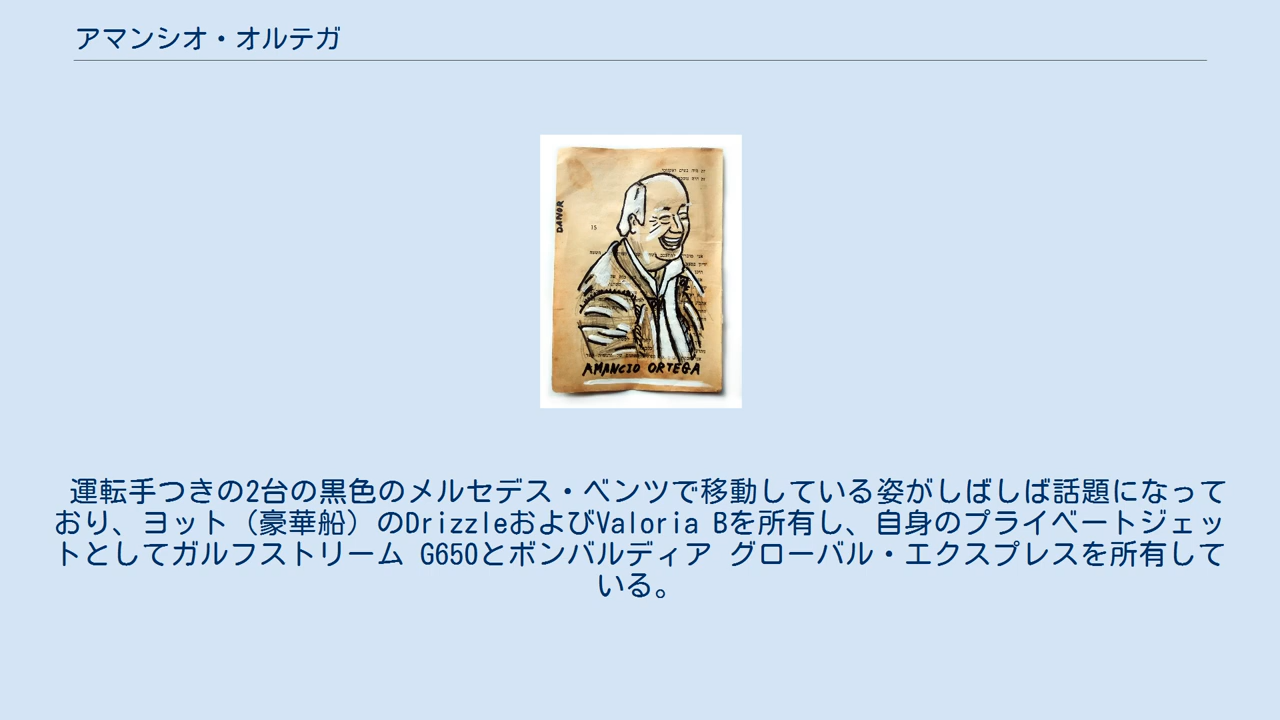 アマンシオ・オルテガ
DANOR
15
AMANCIO ORTEGA
運転手つきの2台の黒色のメルセデス・ベンツで移動している姿がしばしば話題になって
おり、ヨット（豪華船）のDrizzleおよびValoria Bを所有し、自身のプライベートジェッ
トとしてガルフストリーム G650とボンバルディア グローバル・エクスプレスを所有して
いる。